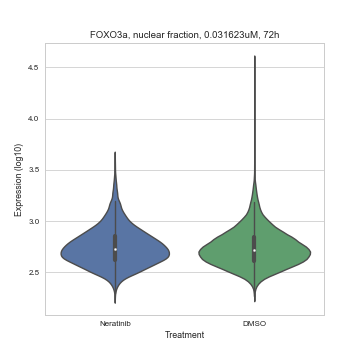 FOXO3a, nuclear fraction, 0.031623uM, 72h
Expression (log10)
4.5
4.0
3.5
3.0
2.5
Neratinib DMSO
Treatment